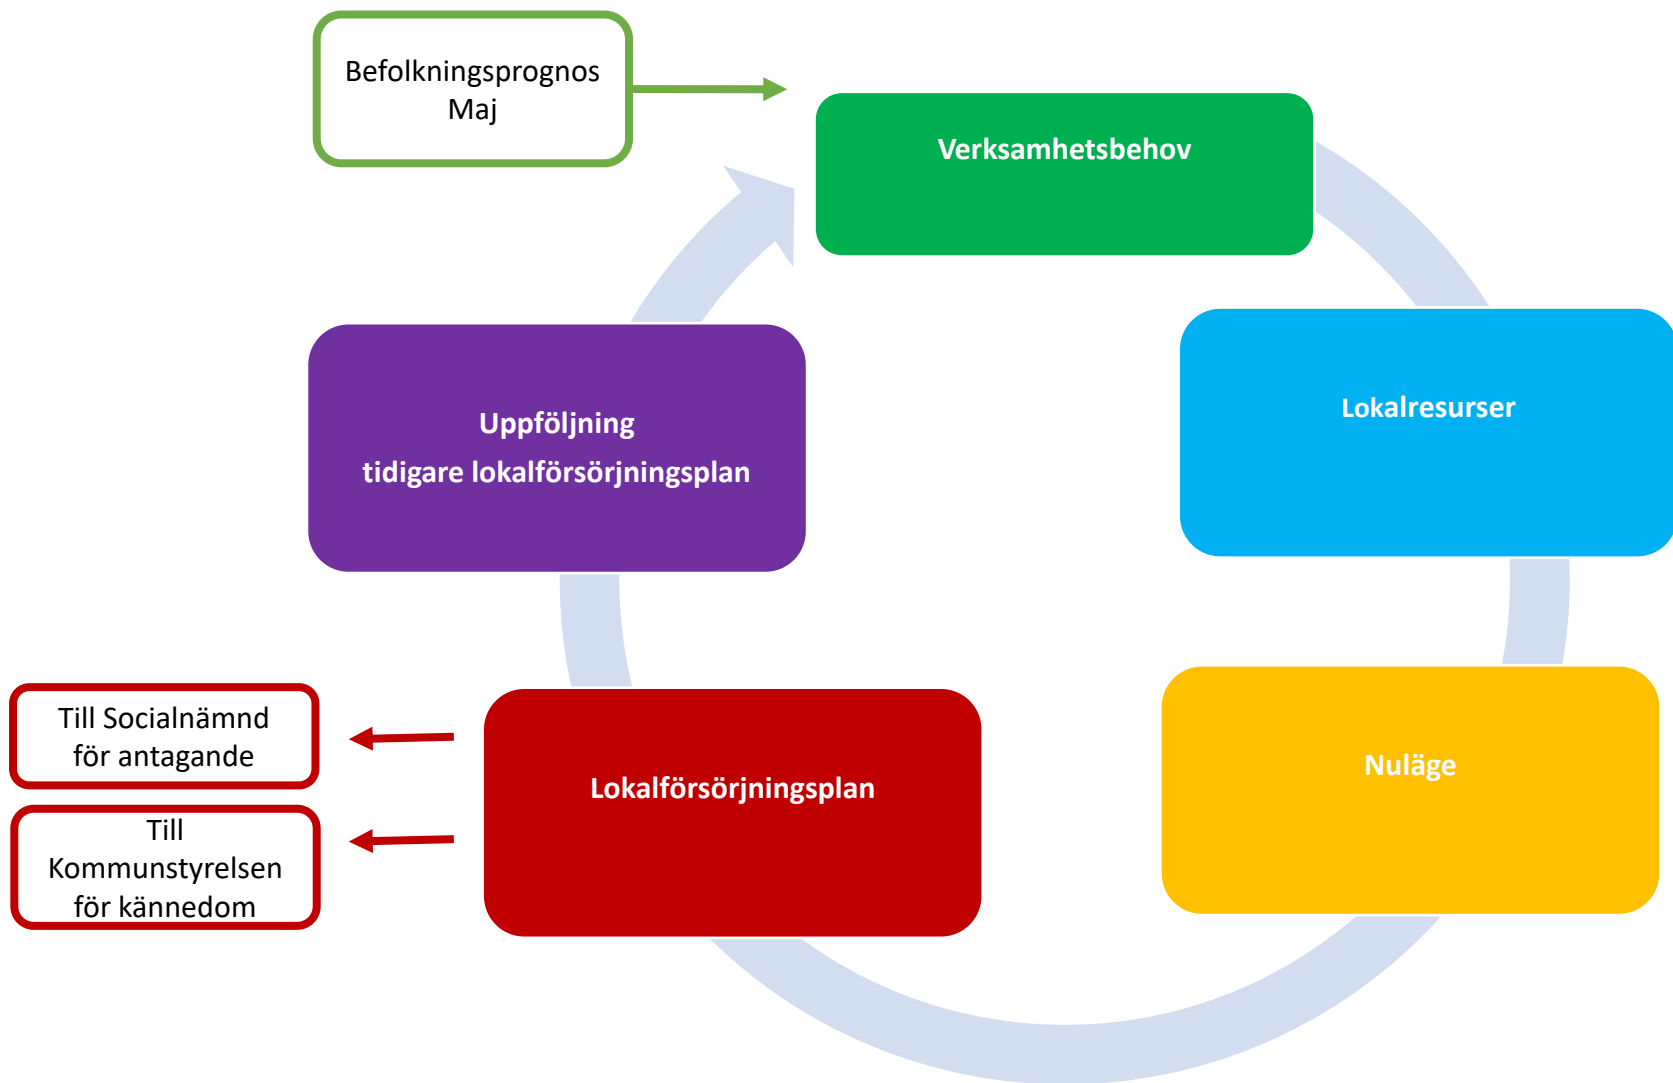 Befolkningsprognos
Maj
Verksamhetsbehov
Lokalresurser
Nuläge
Lokalförsörjningsplan
Till Socialnämnd
för antagande
Till
Kommunstyrelsen
för kännedom
Uppföljning
tidigare lokalförsörjningsplan